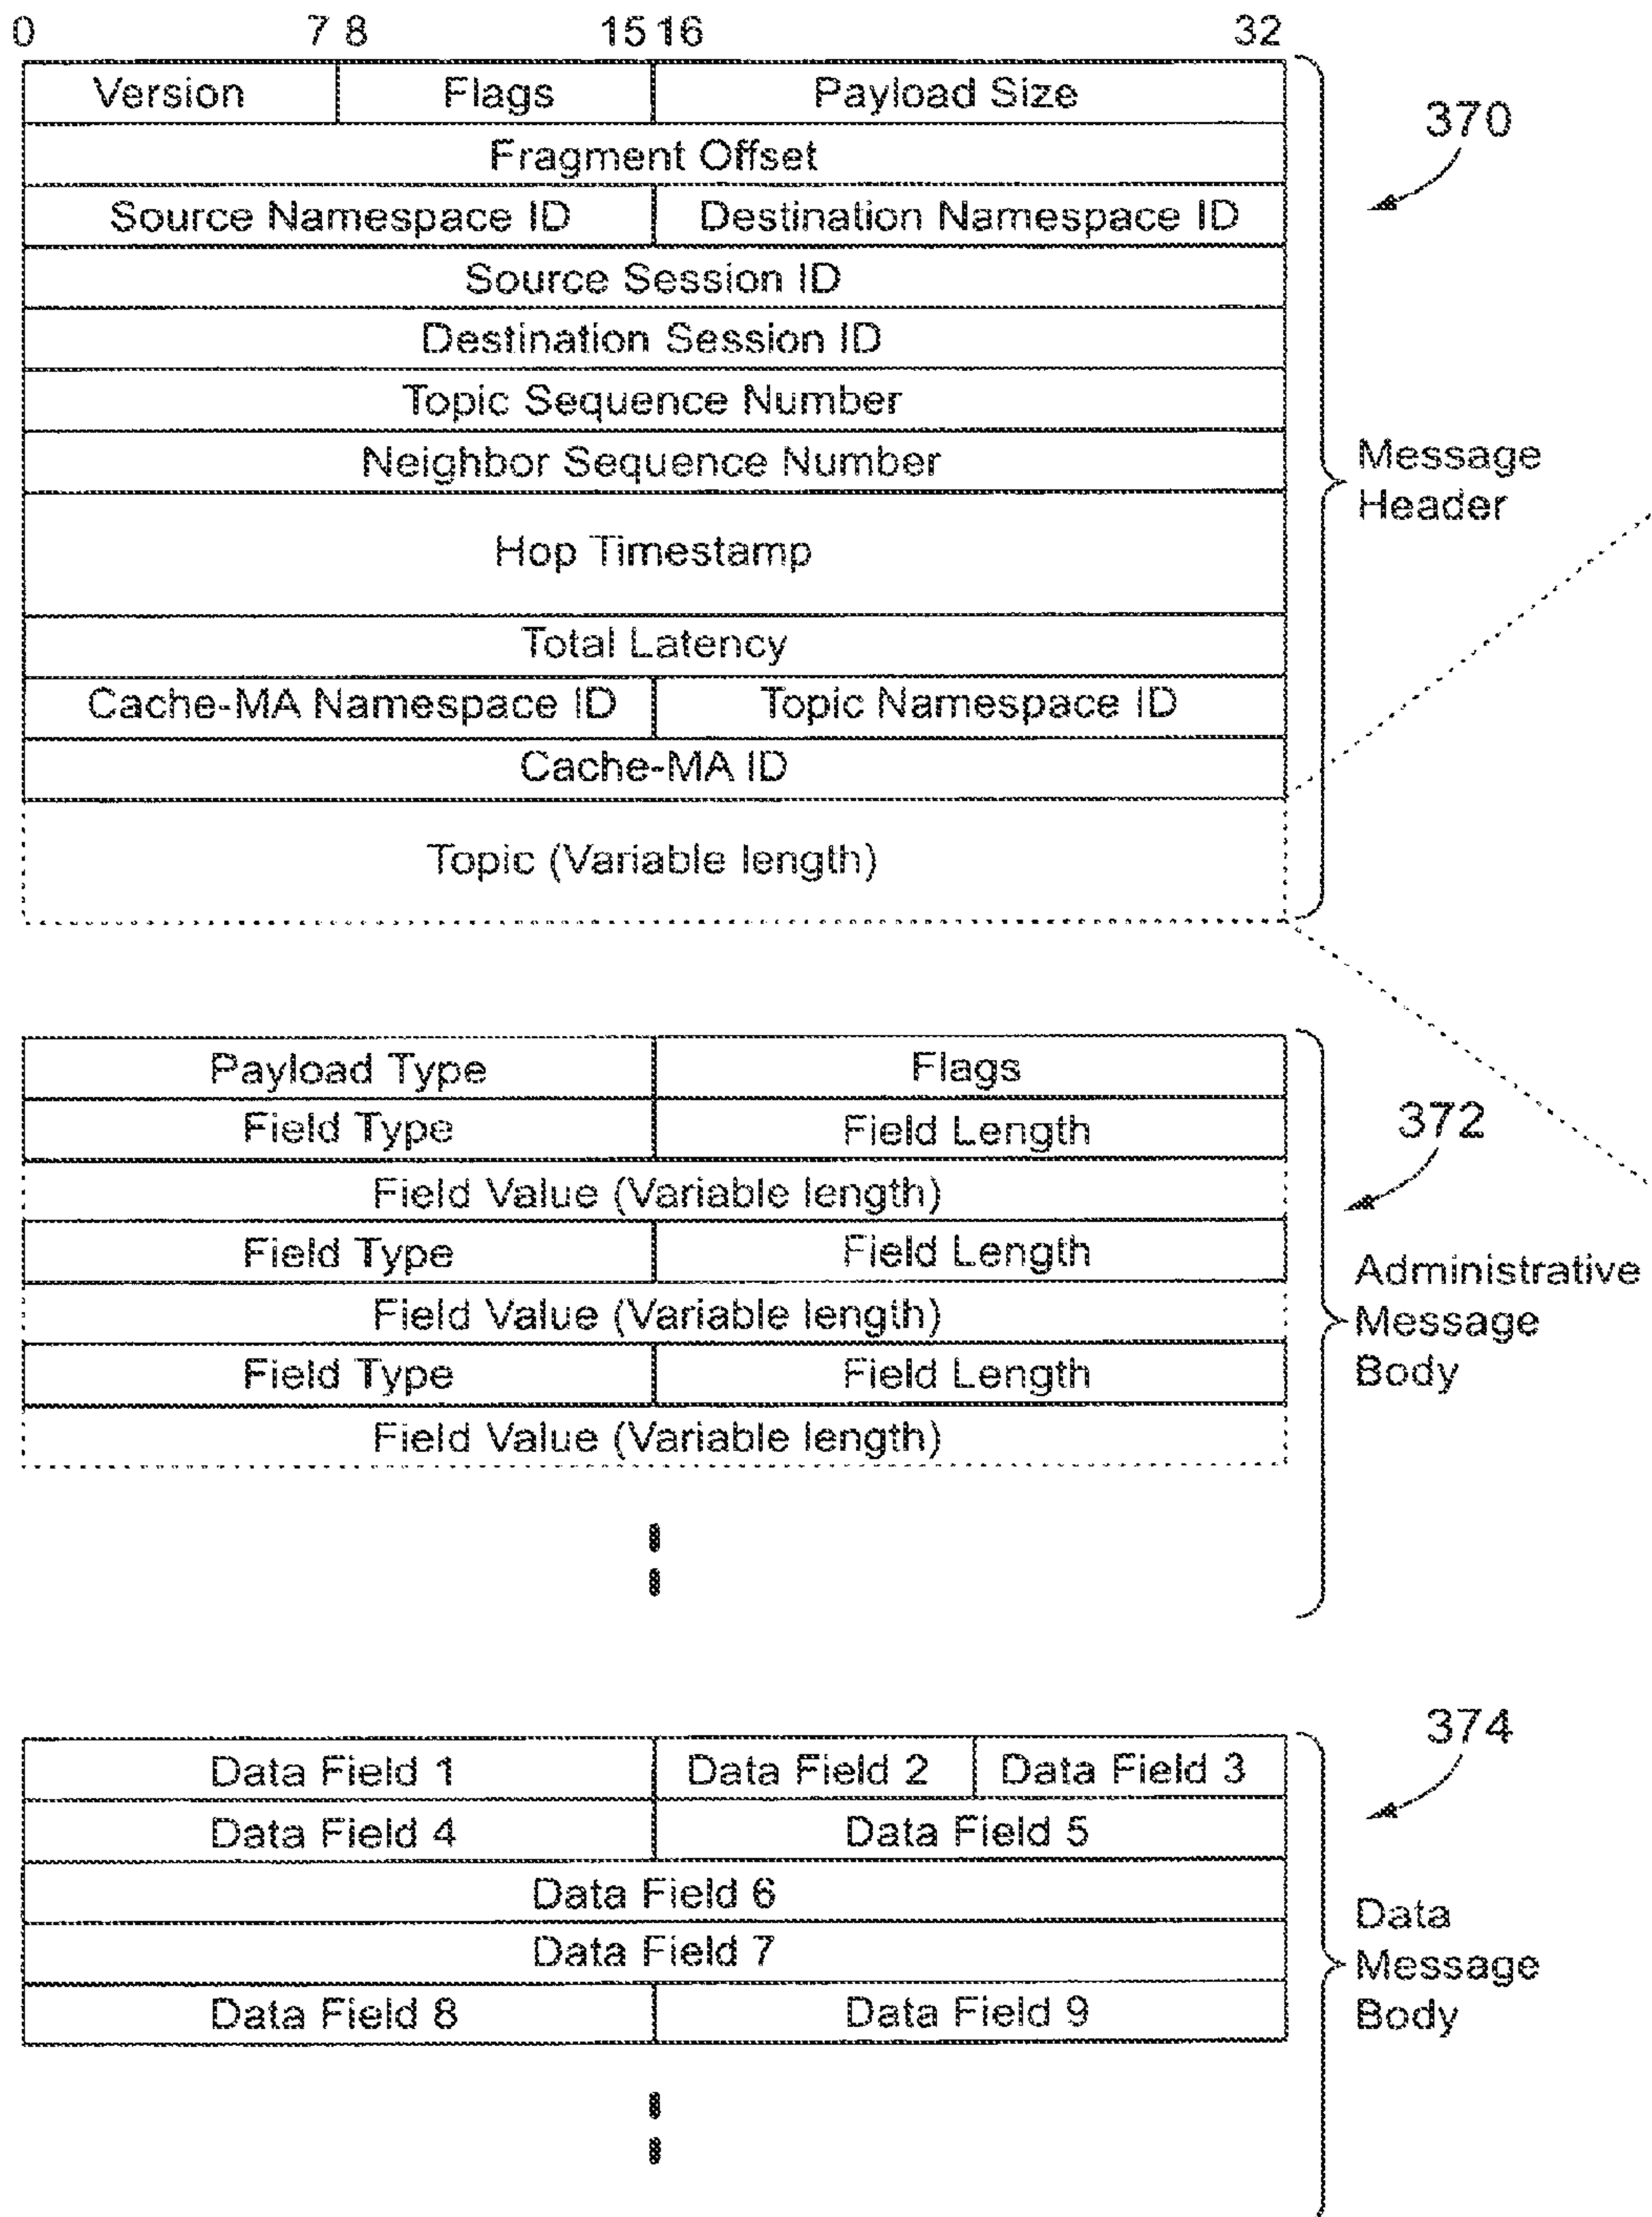 0 7 8 15 16 32
Version Flags Payload Size
370
Fragment Offset
Source Namespace ID Destination Namespace ID
Source Session ID
Destination Session ID
Topic Sequence Number
Neighbor Sequence Number
Message
Header
Hop Timestamp
Total Latency
Cache-MA Namespace ID Topic Namespace ID
Cache-MA ID
Topic (Variable length)
Payload Type Flags
372
Field Type Field Length
Field Value (Variable length)
Field Type Field Length
Field Value (Variable length)
Field Type Field Length
Field Value (Variable length)
Administrative
Message
Body
374
Data Field 1 Data Field 2 Data Field 3
Data Field 4 Data Field 5
Data Field 6
Data Field 7
Data Field 8 Data Field 9
Data
Message
Body